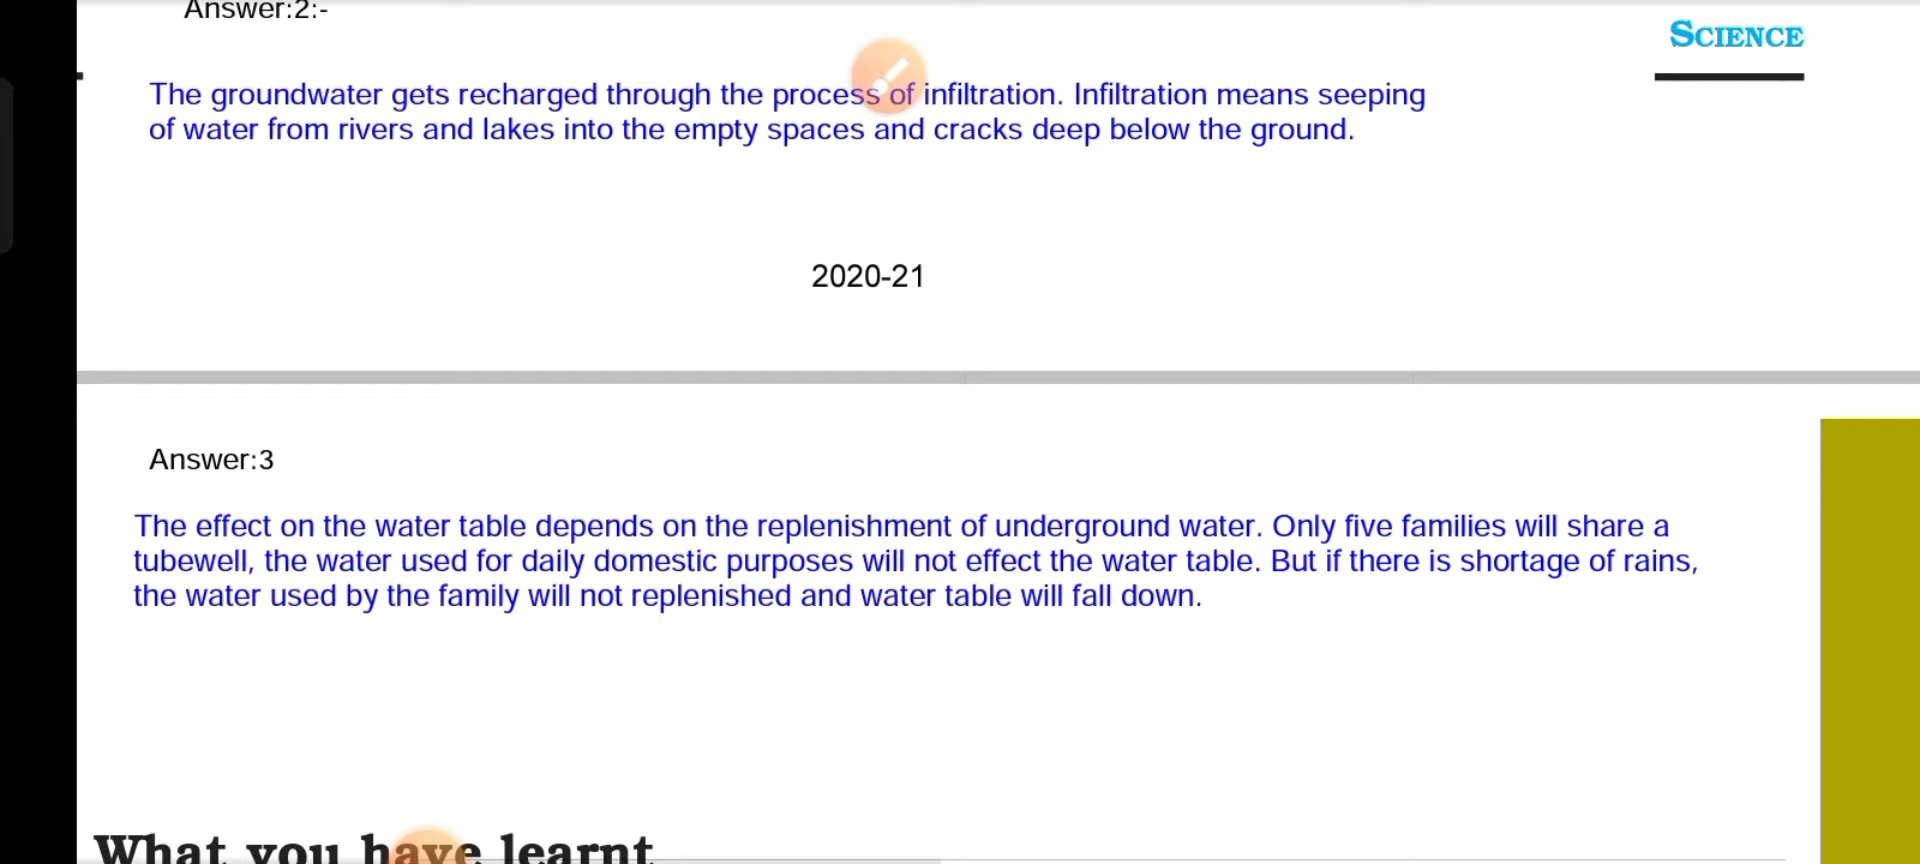 Answer:2:-
SCIENCE
The groundwater gets recharged through the process of infiltration. Infiltration means seeping
of water from rivers and lakes into the empty spaces and cracks deep below the ground.
2020-21
Answer:3
The effect on the water table depends on the replenishment of underground water. Only five families will share a
tubewell, the water used for daily domestic purposes will not effect the water table. But if there is shortage of rains,
the water used by the family will not replenished and water table will fall down.
What you have learnt